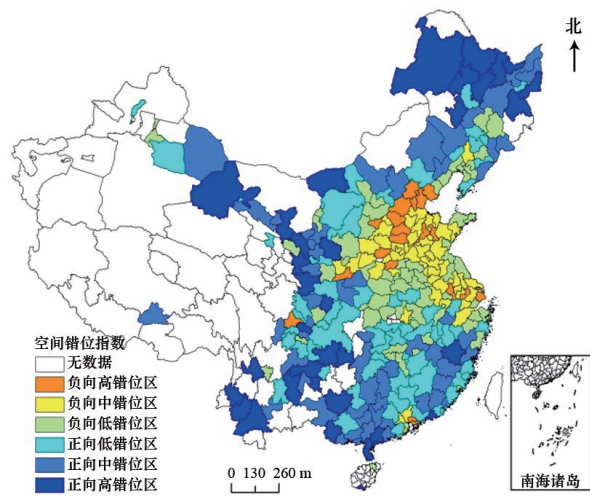 北
空间错位指数
无数据
负向高错位区
负向中错位区
负向低错位区
正向低错位区
正向中错位区
正向高错位区
0 130 260 m
南海诸岛